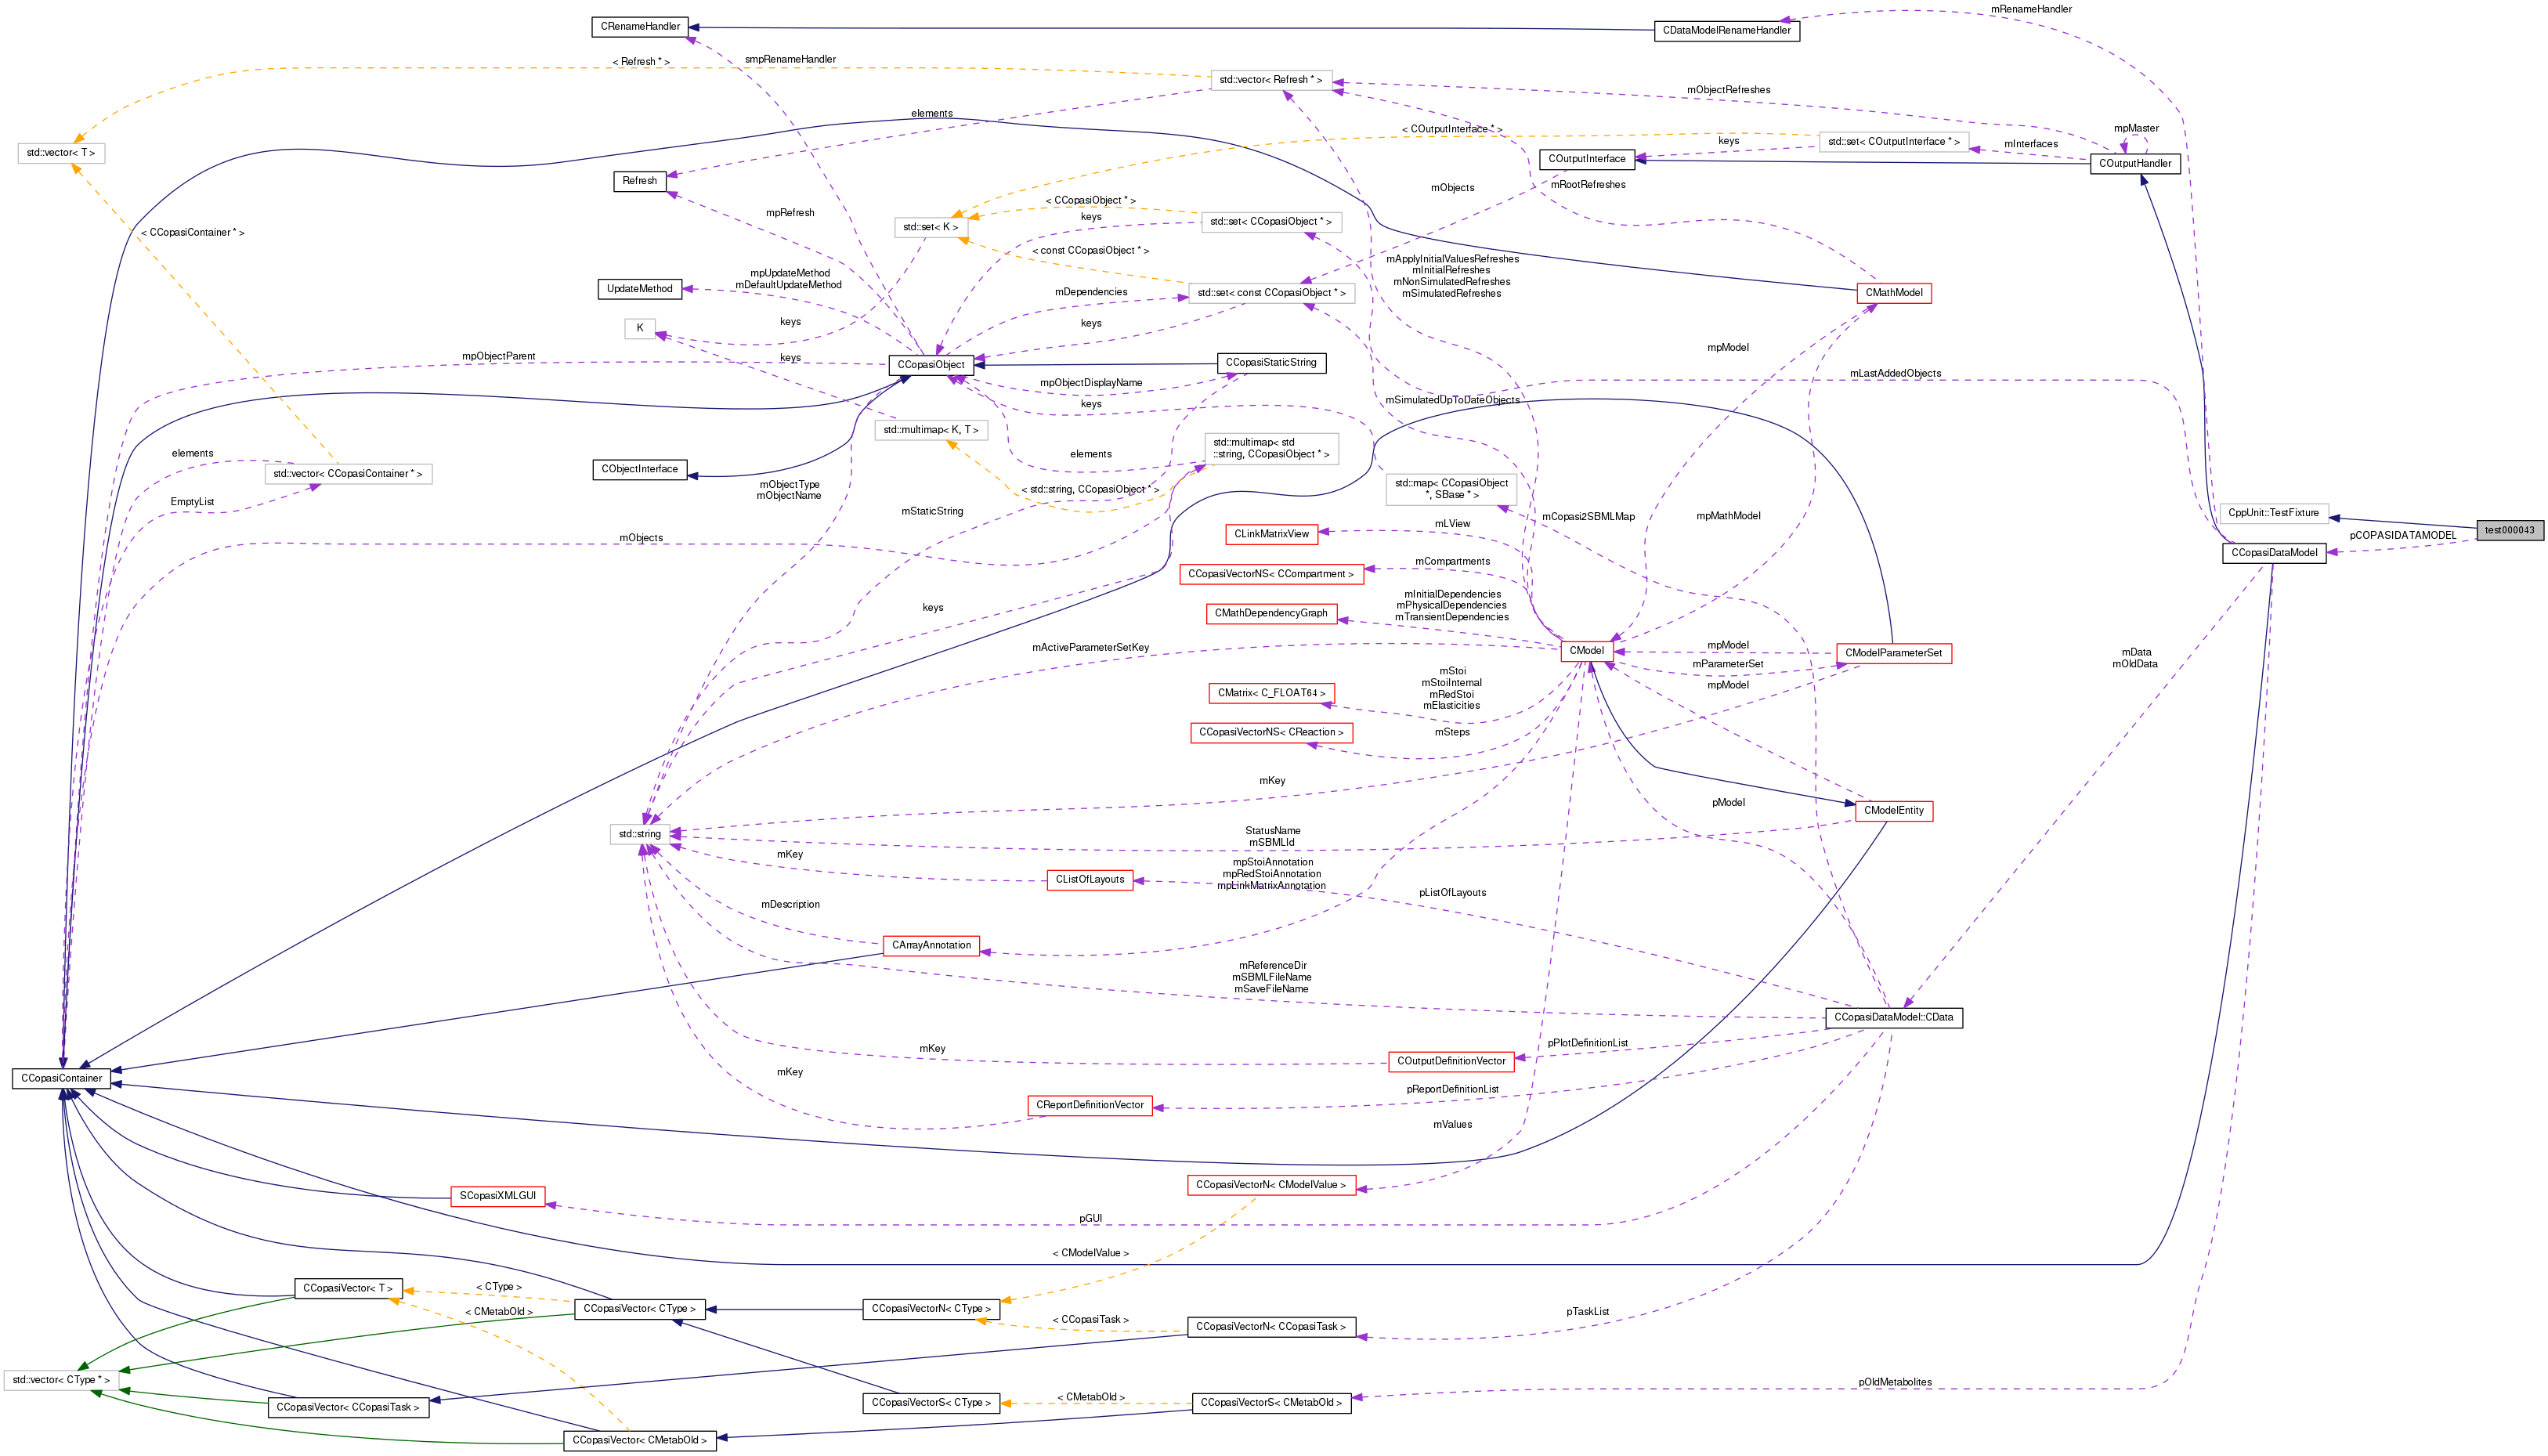 mRenameHandler
CRenameHandler
CDataModelRenameHandler
< Refresh * >
smpRenameHandler
std::vector< Refresh * >
mObjectRefreshes
elements
< COutputInterface * >
mpMaster
std::set< COutputInterface * >
keys
mInterfaces
std::vector< T >
COutputInterface
COutputHandler
Refresh
mObjects
mRootRefreshes
< CCopasiObject * >
mpRefresh
keys
std::set< CCopasiObject * >
std::set< K >
< CCopasiContainer * >
< const CCopasiObject * >
mApplyInitialValuesRefreshes
mInitialRefreshes
mNonSimulatedRefreshes
mSimulatedRefreshes
mpUpdateMethod
mDefaultUpdateMethod
UpdateMethod
mDependencies
std::set< const CCopasiObject * >
CMathModel
keys
K
keys
mpModel
mpObjectParent
keys
CCopasiObject
CCopasiStaticString
mpObjectDisplayName
mLastAddedObjects
keys
mSimulatedUpToDateObjects
std::multimap< K, T >
std::multimap< std
::string, CCopasiObject * >
elements
elements
CObjectInterface
std::vector< CCopasiContainer * >
mObjectType
mObjectName
< std::string, CCopasiObject * >
std::map< CCopasiObject
*, SBase * >
EmptyList
mStaticString
mCopasi2SBMLMap
mpMathModel
CppUnit::TestFixture
test000043
mObjects
CLinkMatrixView
mLView
pCOPASIDATAMODEL
CCopasiDataModel
CCopasiVectorNS< CCompartment >
mCompartments
keys
CMathDependencyGraph
mInitialDependencies
mPhysicalDependencies
mTransientDependencies
mActiveParameterSetKey
CModel
mpModel
CModelParameterSet
mParameterSet
mData
mOldData
mpModel
CMatrix< C_FLOAT64 >
mStoi
mStoiInternal
mRedStoi
mElasticities
CCopasiVectorNS< CReaction >
mSteps
mKey
pModel
CModelEntity
std::string
StatusName
mSBMLId
mKey
mpStoiAnnotation
mpRedStoiAnnotation
mpLinkMatrixAnnotation
CListOfLayouts
pListOfLayouts
mDescription
CArrayAnnotation
mReferenceDir
mSBMLFileName
mSaveFileName
CCopasiDataModel::CData
mKey
pPlotDefinitionList
COutputDefinitionVector
CCopasiContainer
mKey
pReportDefinitionList
CReportDefinitionVector
mValues
CCopasiVectorN< CModelValue >
SCopasiXMLGUI
pGUI
< CModelValue >
CCopasiVector< T >
< CType >
CCopasiVector< CType >
CCopasiVectorN< CType >
< CMetabOld >
< CCopasiTask >
CCopasiVectorN< CCopasiTask >
pTaskList
std::vector< CType * >
pOldMetabolites
CCopasiVector< CCopasiTask >
CCopasiVectorS< CType >
< CMetabOld >
CCopasiVectorS< CMetabOld >
CCopasiVector< CMetabOld >